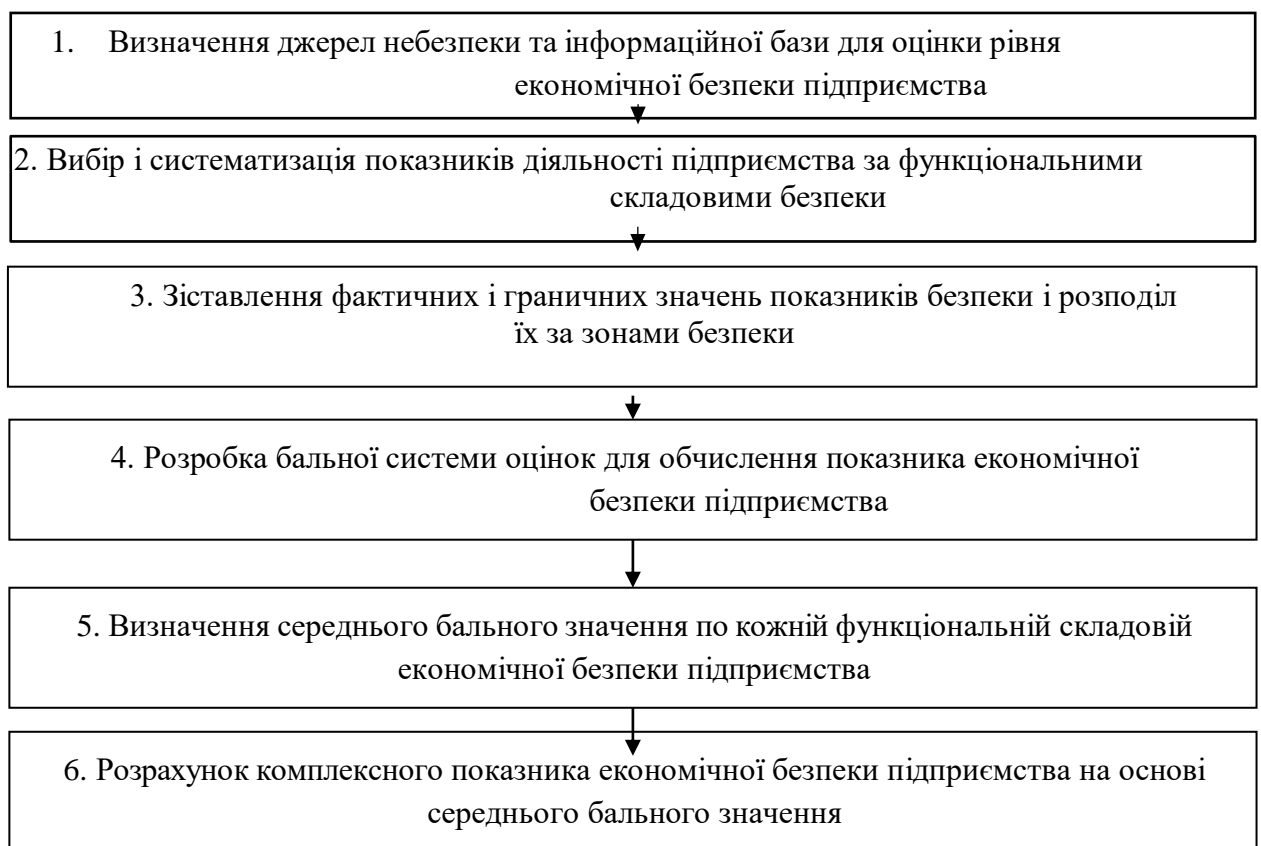 1. Визначення джерел небезпеки та інформаційної бази для оцінки рівня
економічної безпеки підприємства
2. Вибір і систематизація показників діяльності підприємства за функціональними
складовими безпеки
3. Зіставлення фактичних і граничних значень показників безпеки і розподіл
їх за зонами безпеки
4. Розробка бальної системи оцінок для обчислення показника економічної
безпеки підприємства
5. Визначення середнього бального значення по кожній функціональній складовій
економічної безпеки підприємства
6. Розрахунок комплексного показника економічної безпеки підприємства на основі
середнього бального значення